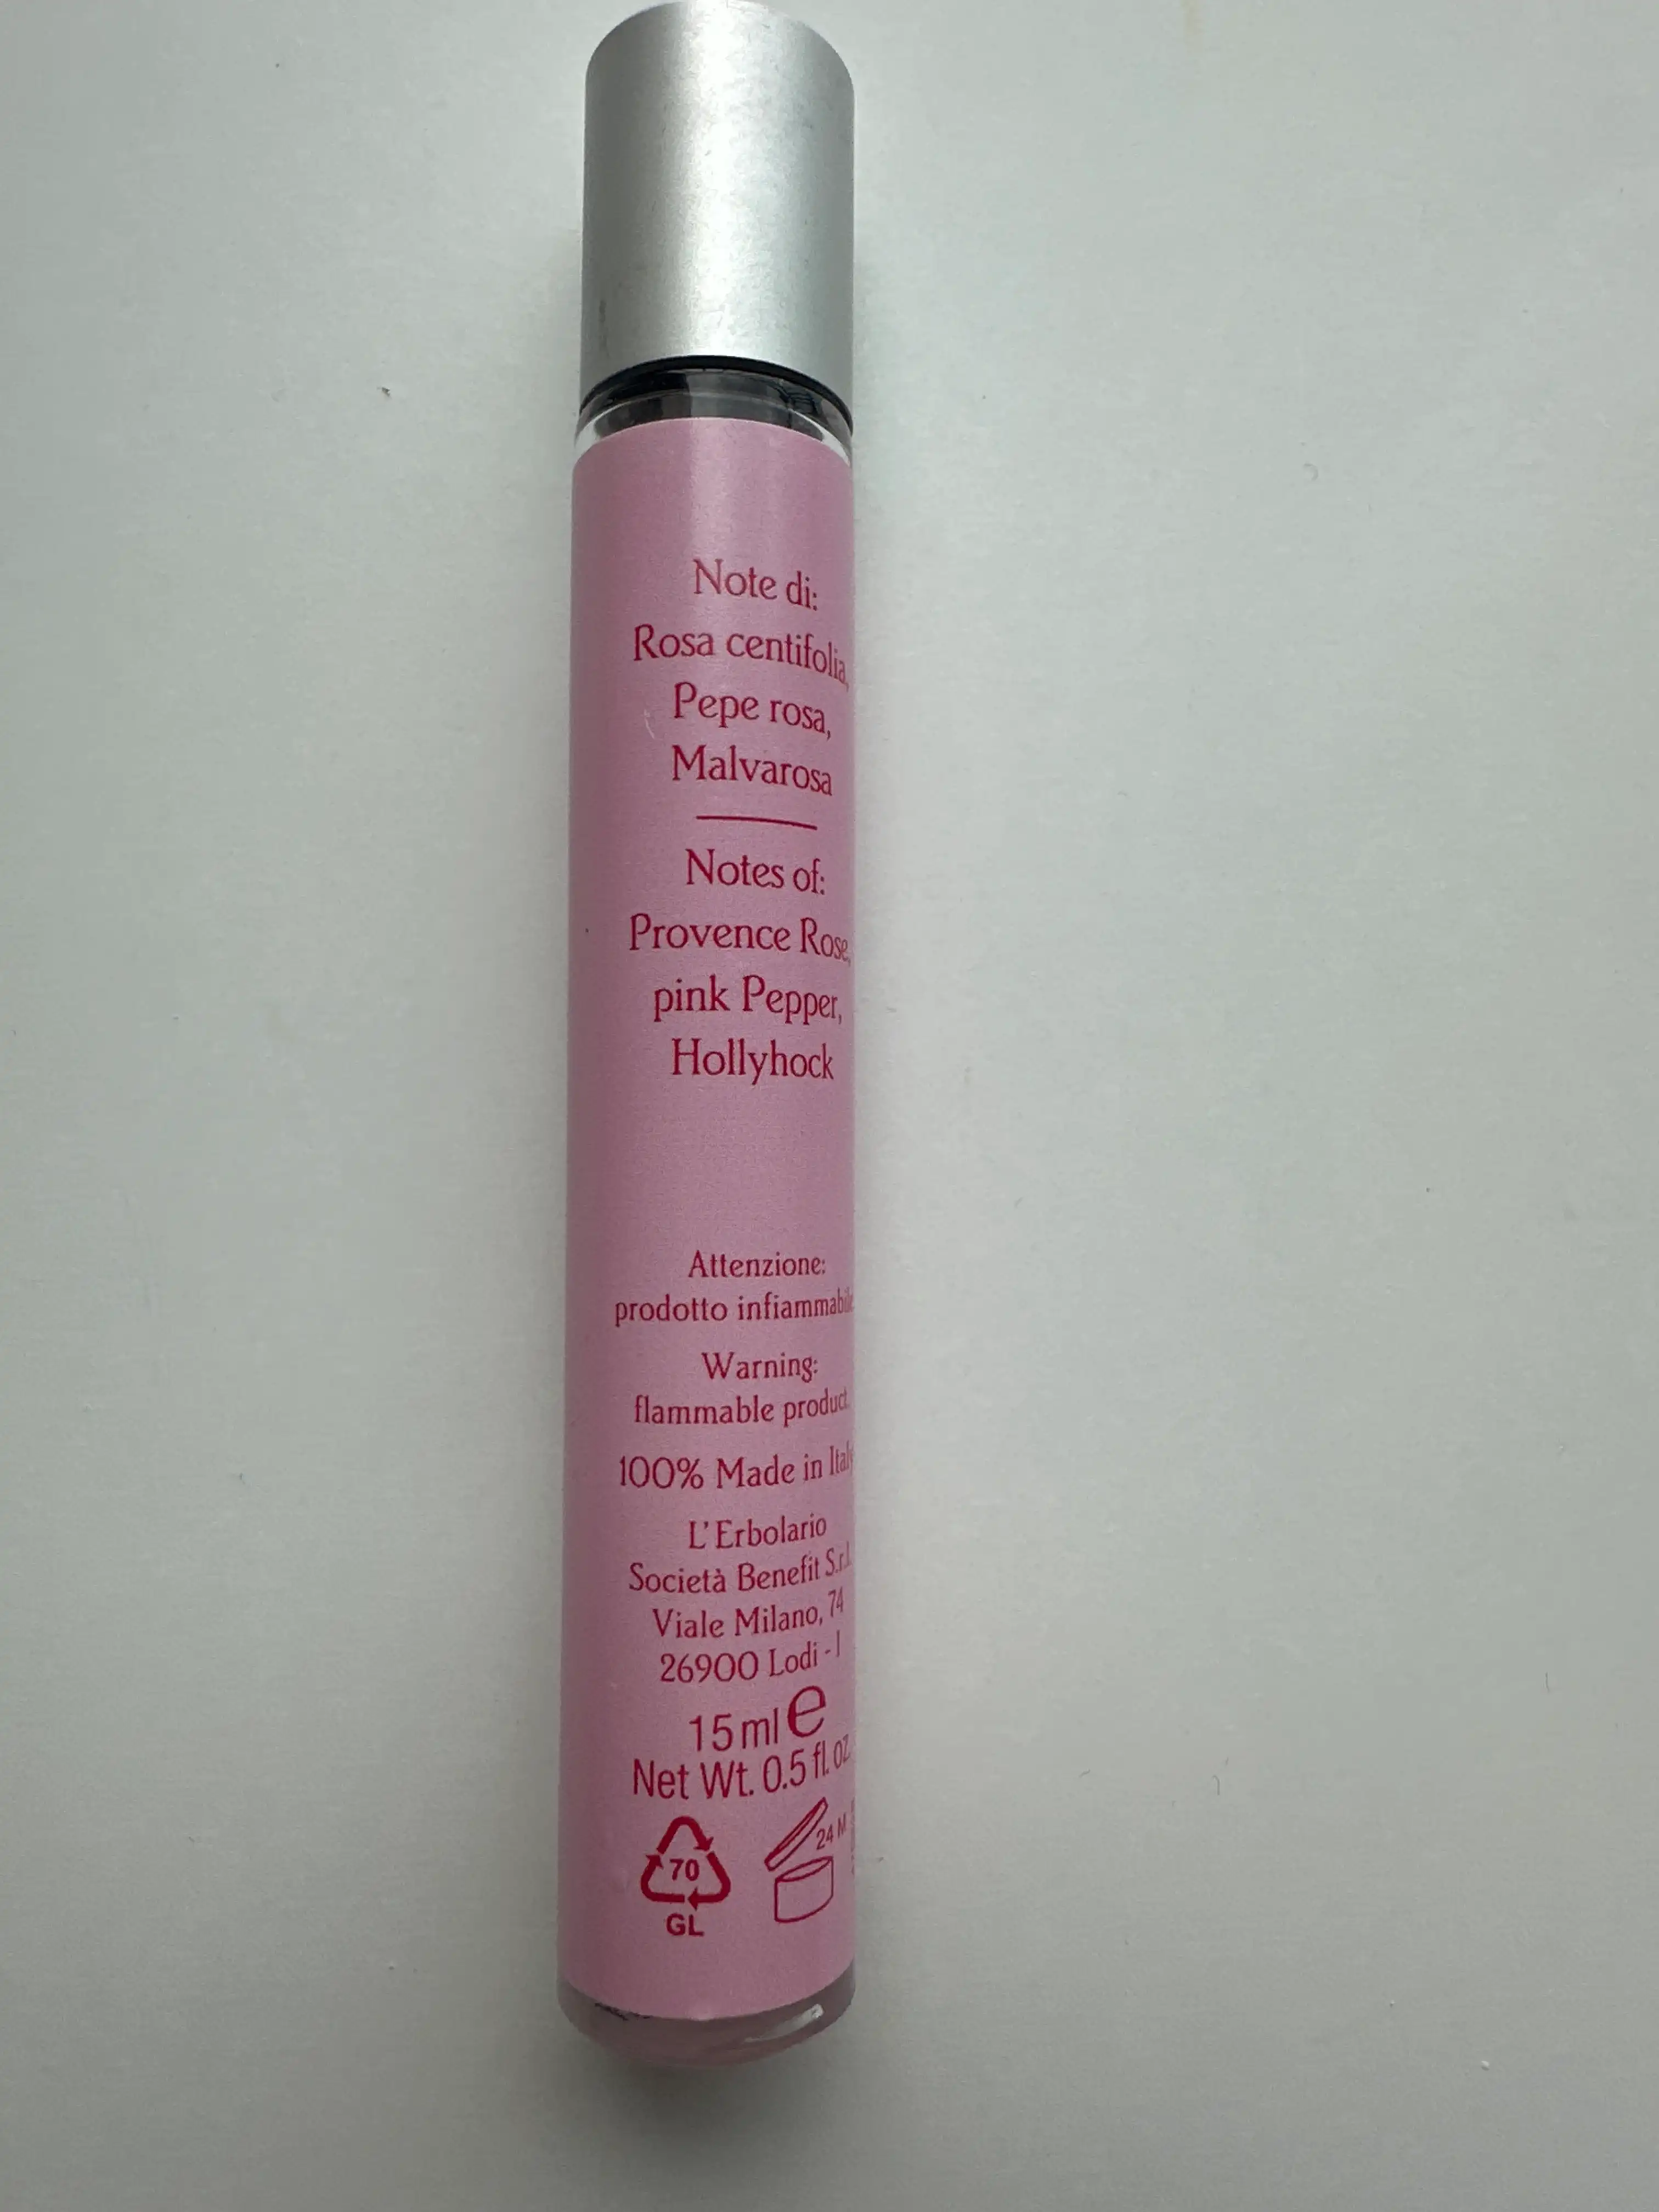 Note di:
Rosa centifolia,
Pepe rosa,
Malvarosa
Notes of:
Provence Rose,
pink Pepper,
Hollyhock
Attenzione:
prodotto infiammabile.
Warning:
flammable product.
100% Made in Italy
L'Erbolario
Società Benefit S.r.l.
Viale Milano, 74
26900 Lodi - I
15 ml e
Net Wt. 0.5 fl. oz.
70
GL
24 M